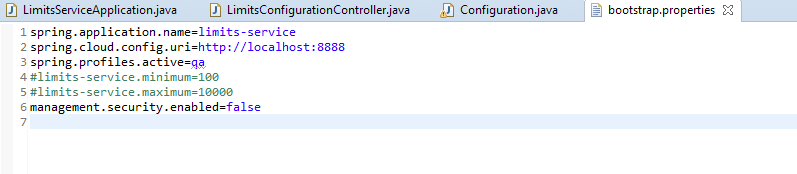 LimitsServiceApplication.java LimitsConfigurationController.java Configuration.java bootstrap.properties
1 spring.application.name=limits-service
2 spring.cloud.config.uri=http://localhost:8888
3 spring.profiles.active=qa
4 #limits-service.minimum=100
5 #limits-service.maximum=10000
6 management.security.enabled=false
7